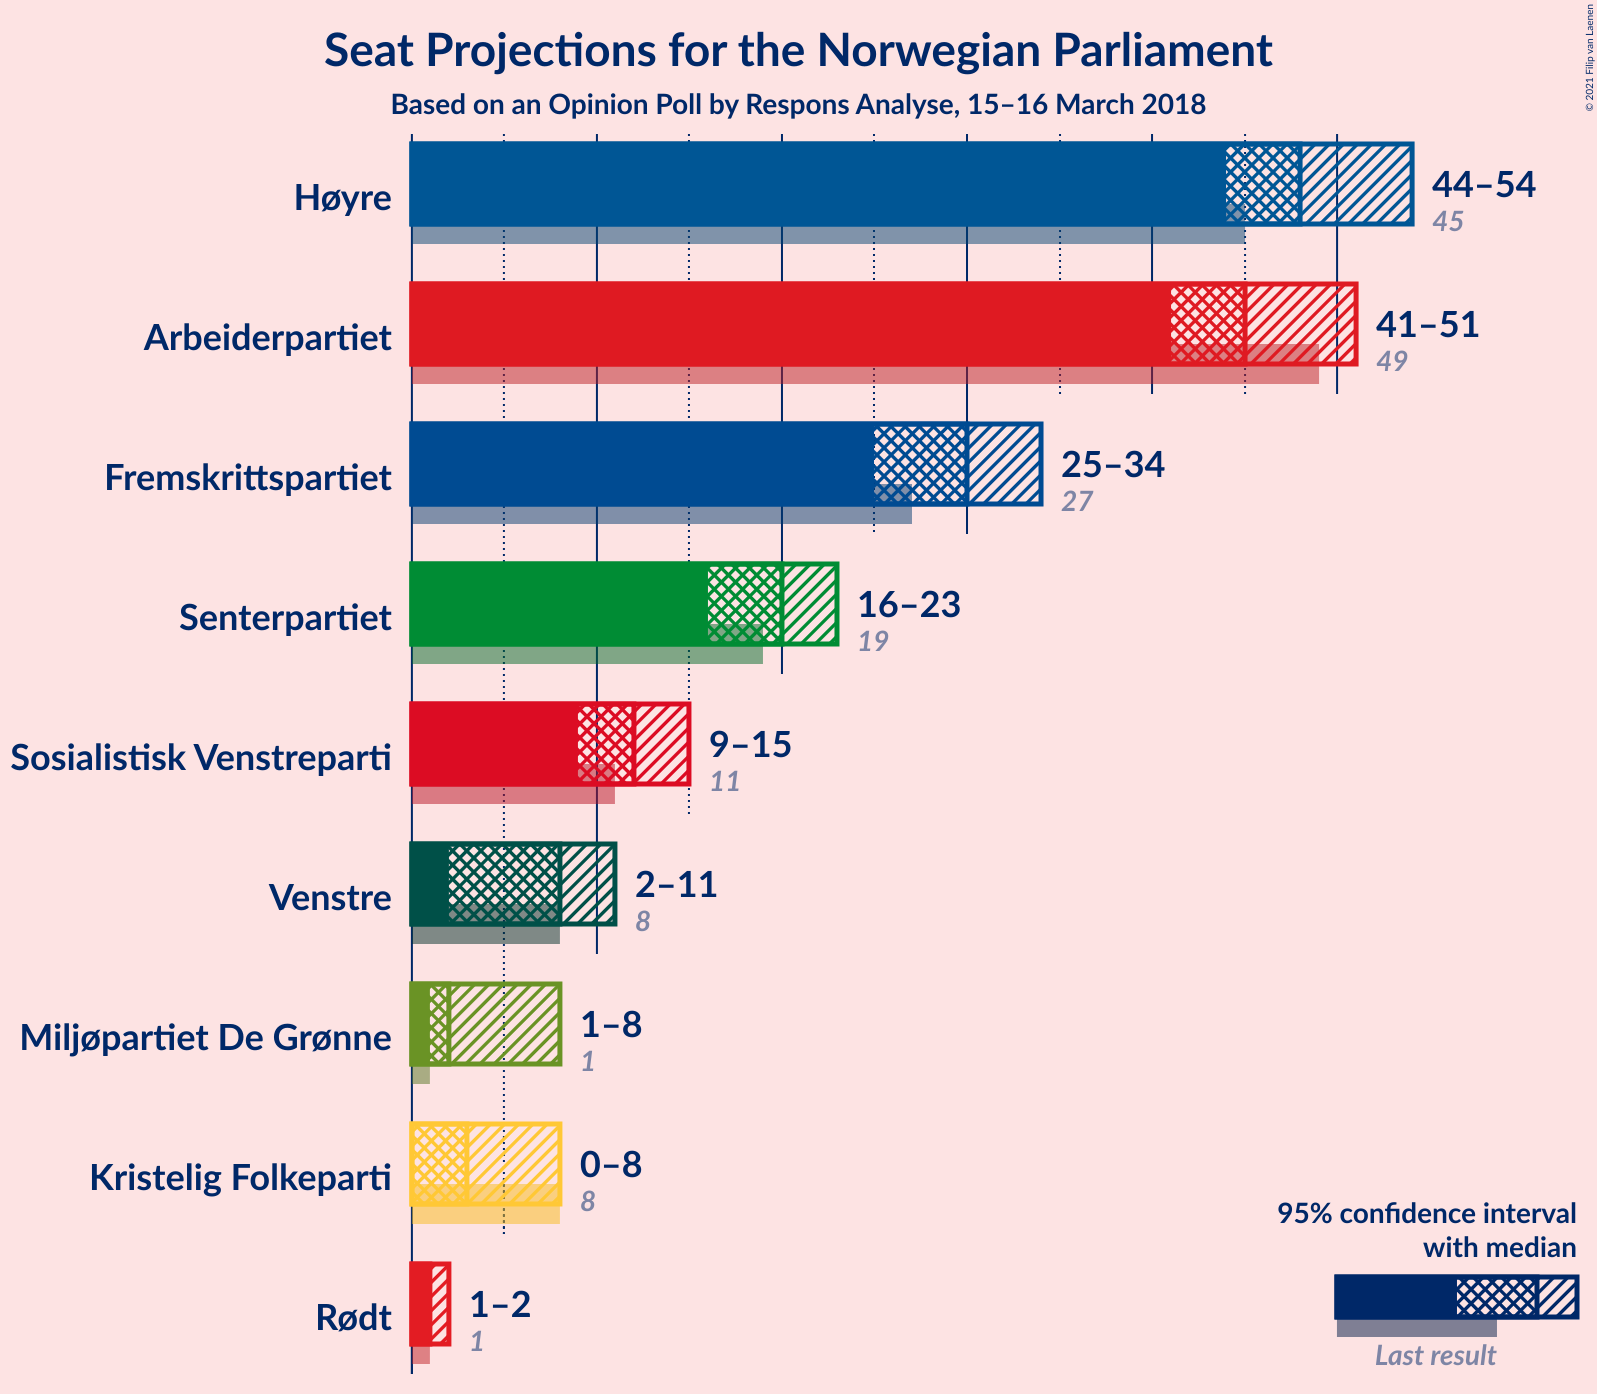 Seat Projections for the Norwegian Parliament
Based on an Opinion Poll by Respons Analyse, 15–16 March 2018
© 2021 Filip van Laenen
Høyre
44–54
45
Arbeiderpartiet
41–51
49
Fremskrittspartiet
25–34
27
Senterpartiet
16–23
19
Sosialistisk Venstreparti
9–15
11
Venstre
2–11
8
Miljøpartiet De Grønne
1–8
1
Kristelig Folkeparti
0–8
8
Rødt
1–2
1
95% confidence interval
with median
Last result